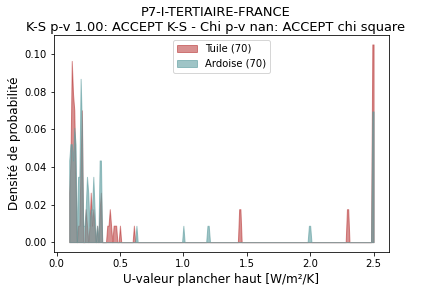 P7-I-TERTIAIRE-FRANCE
K-S p-v 1.00: ACCEPT K-S - Chi p-v nan: ACCEPT chi square
Tuile (70)
Ardoise (70)
Densité de probabilité
0.10
0.08
0.06
0.04
0.02
0.00
0.0 0.5 1.0 1.5 2.0 2.5
U-valeur plancher haut [W/m²/K]